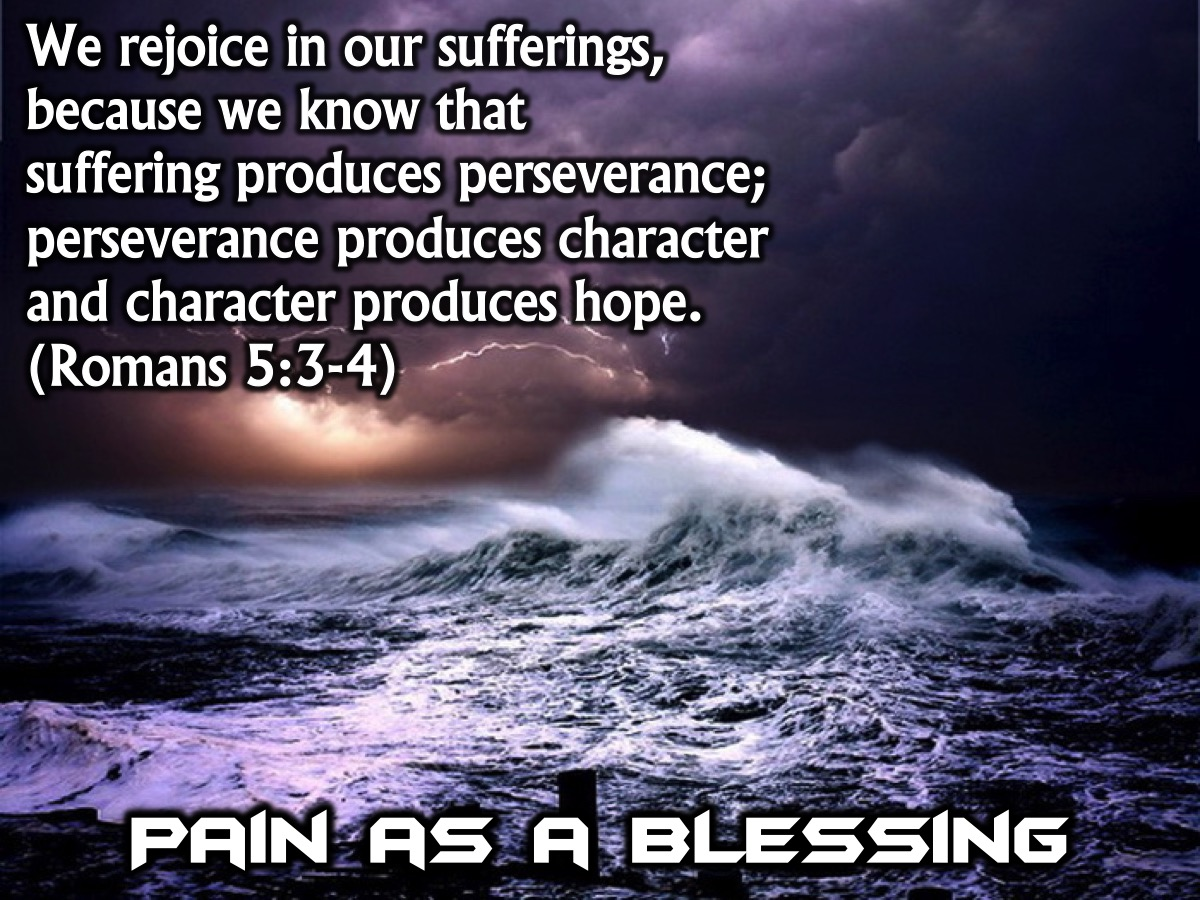 We rejoice in our sufferings,
because we know that
suffering produces perseverance;
perseverance produces character
and character produces hope.
(Romans 5:3-4)
PAIN AS A BLESSING